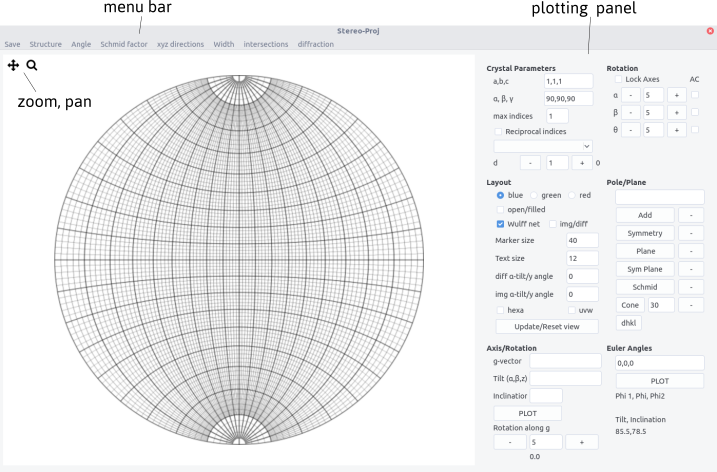 menu bar
plotting panel
Stereo-Proj
Save Structure Angle Schmid factor xyz directions Width intersections diffraction
zoom, pan
Crystal Parameters
a,b,c 1,1,1
α, β, γ 90,90,90
max indices 1
Reciprocal indices
d - 1 + 0
Rotation
Lock Axes AC
α - 5 +
β - 5 +
θ - 5 +
Layout
blue green red
open/filled
Wulff net img/diff
Marker size 40
Text size 12
diff α-tilt/y angle 0
img α-tilt/y angle 0
hexa uvw
Update/Reset view
Pole/Plane
Add -
Symmetry -
Plane -
Sym Plane -
Schmid -
Cone 30 -
dhkl
Axis/Rotation
g-vector
Tilt (α,β,z)
Inclination
PLOT
Rotation along g
- 5 +
0.0
Euler Angles
0,0,0
PLOT
Phi 1, Phi, Phi2
Tilt, Inclination
85.5,78.5